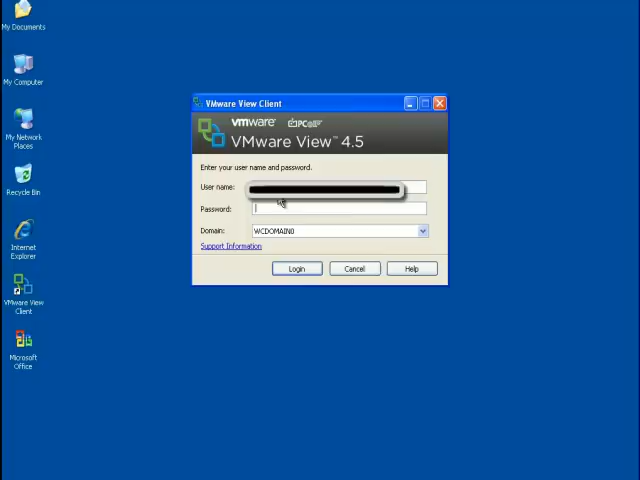 My Documents
My Computer
My Network
Places
Recycle Bin
Internet
Explorer
VMware View
Client
Microsoft
Office
VMware View Client
vmware PCoIP
VMware View™ 4.5
Enter your user name and password.
User name:
Password:
Domain: WCDOMAIN0
Support Information
Login Cancel Help